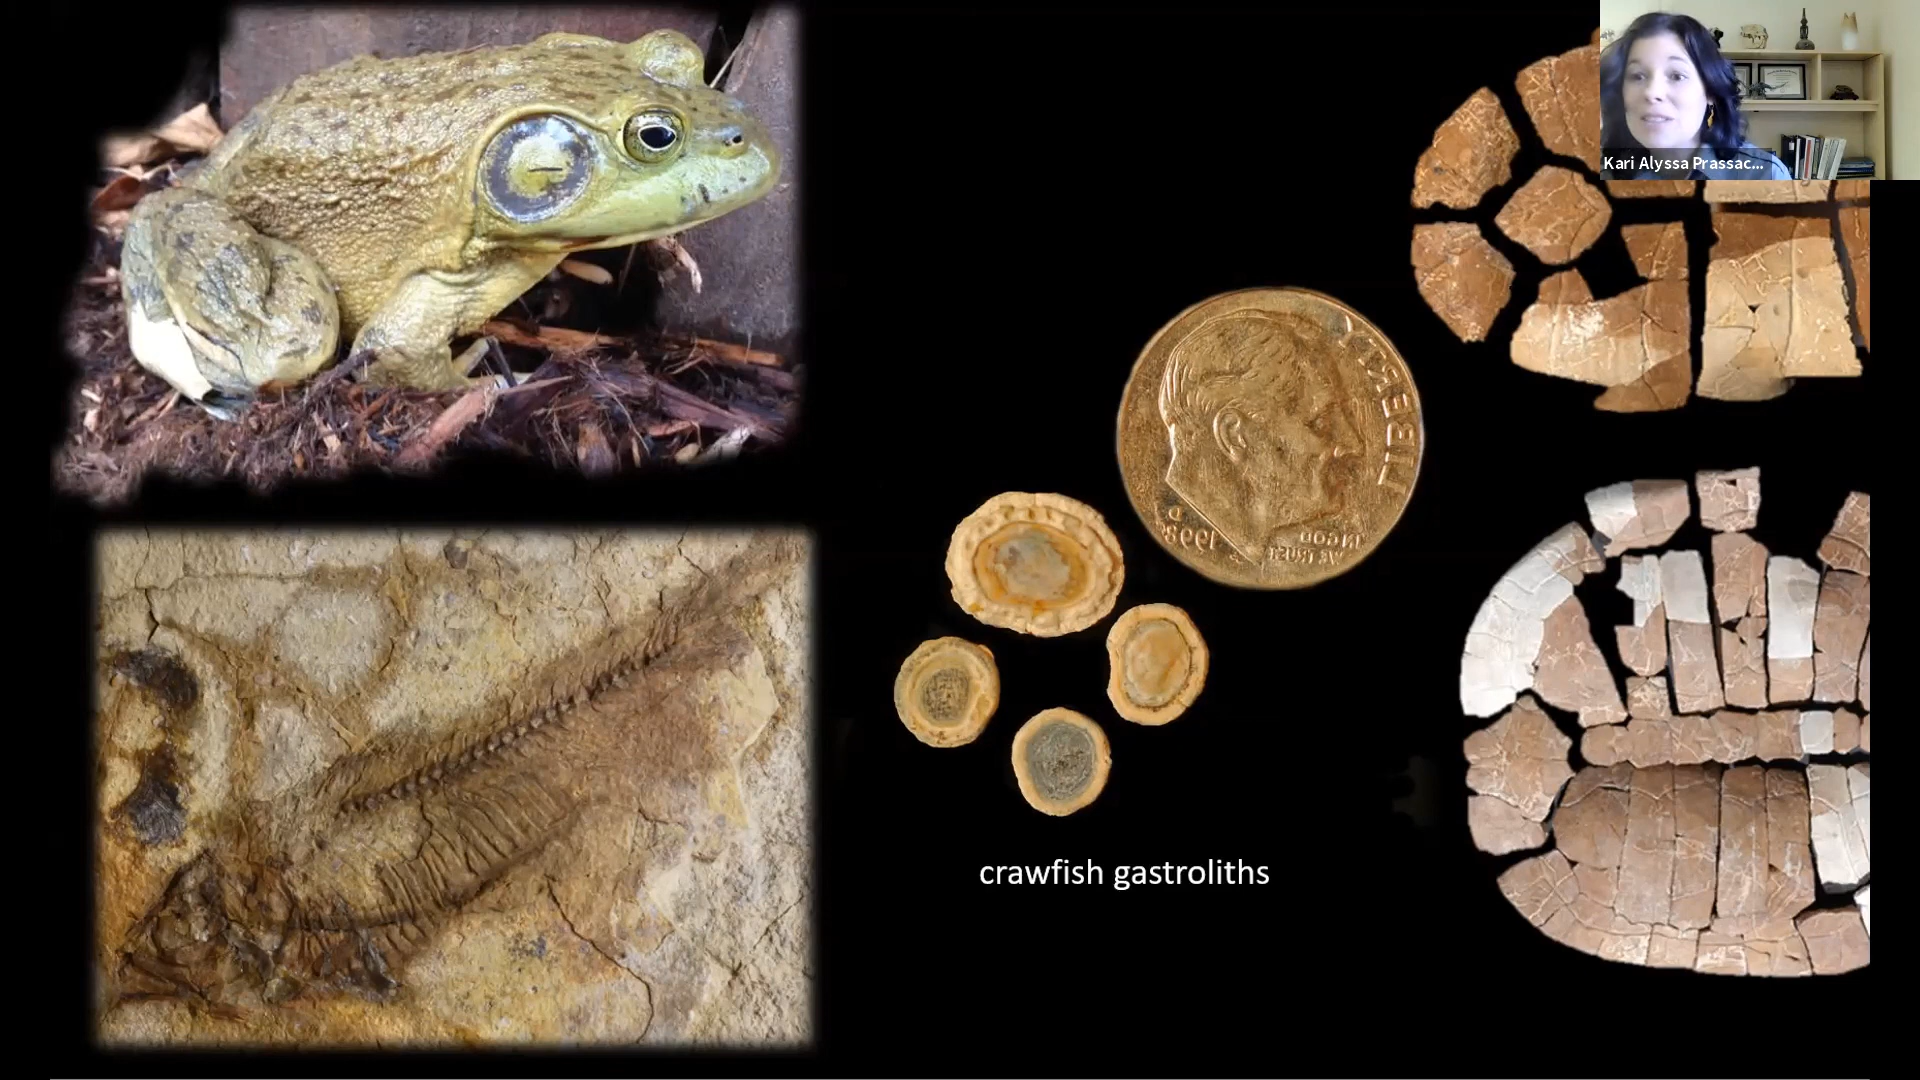 Kari Alyssa Prassac...
LIBERTY
D
1998
IN GOD
WE TRUST
crawfish gastroliths